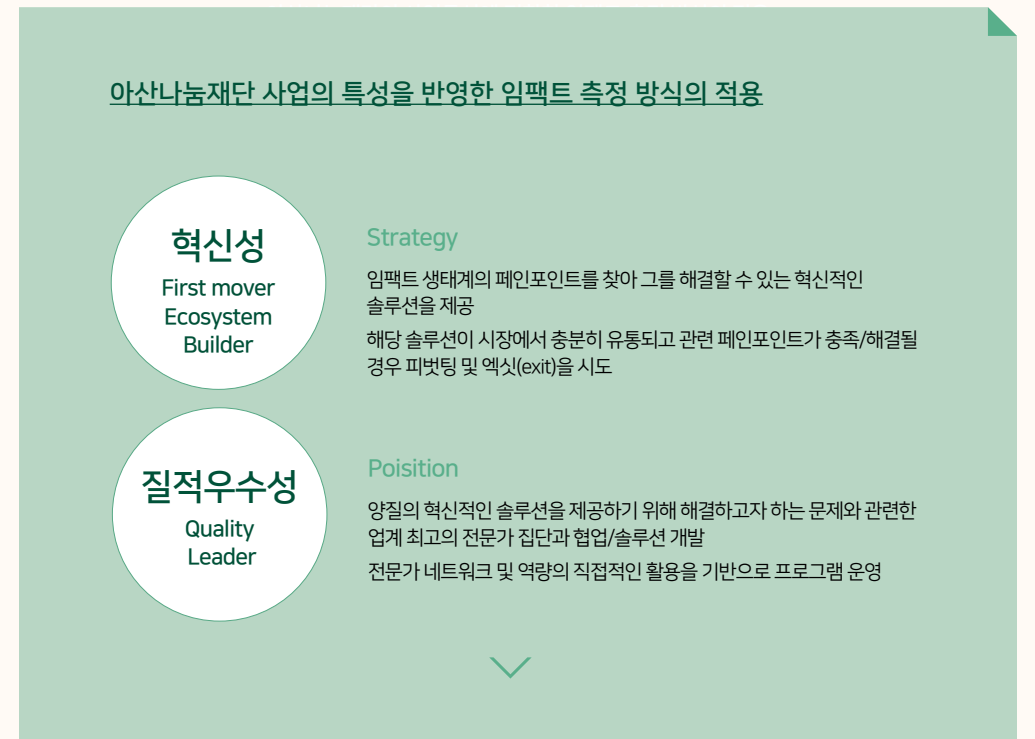 아산나눔재단 사업의 특성을 반영한 임팩트 측정 방식의 적용
혁신성
First mover
Ecosystem
Builder
Strategy
임팩트 생태계의 페인포인트를 찾아 그를 해결할 수 있는 혁신적인
솔루션을 제공
해당 솔루션이 시장에서 충분히 유통되고 관련 페인포인트가 충족/해결될
경우 피벗팅 및 엑싯(exit)을 시도
질적우수성
Quality
Leader
Poisition
양질의 혁신적인 솔루션을 제공하기 위해 해결하고자 하는 문제와 관련한
업계 최고의 전문가 집단과 협업/솔루션 개발
전문가 네트워크 및 역량의 직접적인 활용을 기반으로 프로그램 운영